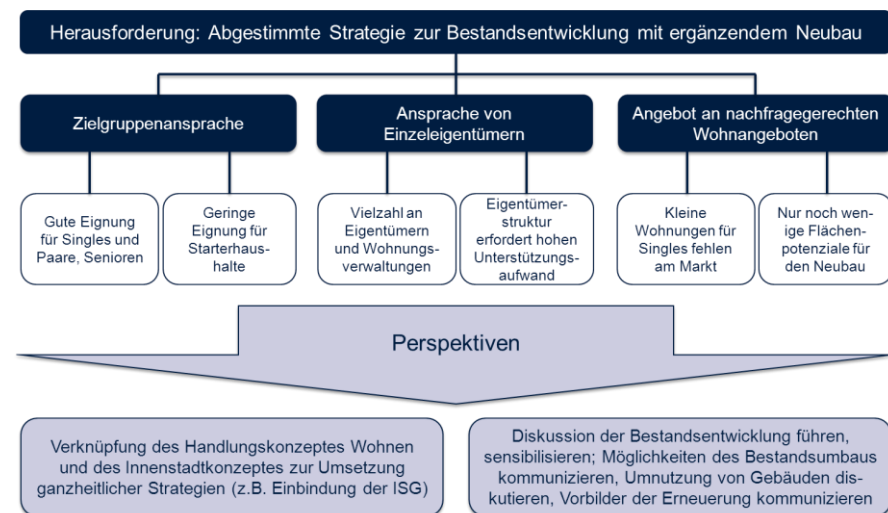 Herausforderung: Abgestimmte Strategie zur Bestandsentwicklung mit ergänzendem Neubau
Zielgruppenansprache
Ansprache von
Einzeleigentümern
Angebot an nachfragegerechten
Wohnangeboten
Gute Eignung
für Singles und
Paare, Senioren
Geringe
Eignung für
Starterhaus-
halte
Vielzahl an
Eigentümern
und Wohnungs-
verwaltungen
Eigentümer-
struktur
erfordert hohen
Unterstützungs-
aufwand
Kleine
Wohnungen für
Singles fehlen
am Markt
Nur noch we-
nige Flächen-
potenziale für
den Neubau
Perspektiven
Verknüpfung des Handlungskonzeptes Wohnen
und des Innenstadtkonzeptes zur Umsetzung
ganzheitlicher Strategien (z.B. Einbindung der ISG)
Diskussion der Bestandsentwicklung führen,
sensibilisieren; Möglichkeiten des Bestandsumbaus
kommunizieren, Umnutzung von Gebäuden dis-
kutieren, Vorbilder der Erneuerung kommunizieren